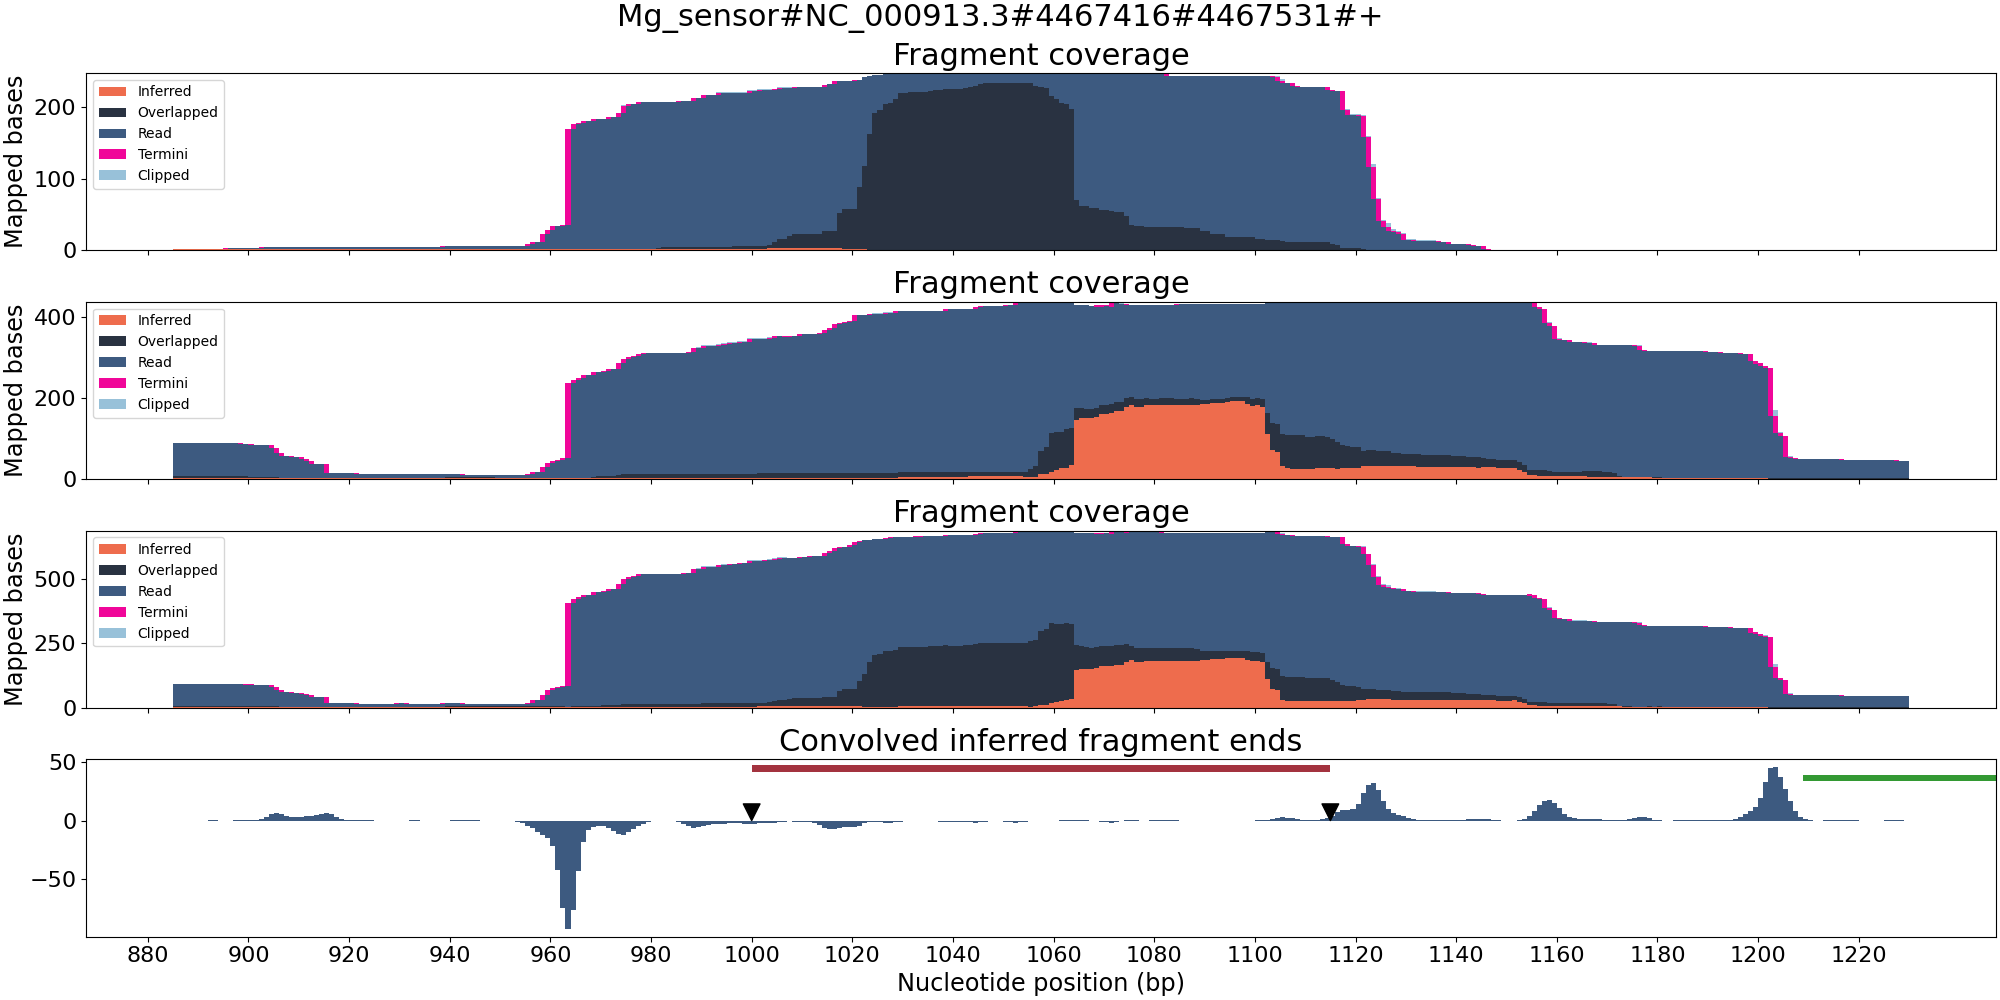 Mg_sensor#NC_000913.3#4467416#4467531#+
Fragment coverage
Mapped bases
200
100
0
Inferred
Overlapped
Read
Termini
Clipped
Fragment coverage
Mapped bases
400
200
0
Inferred
Overlapped
Read
Termini
Clipped
Fragment coverage
Mapped bases
500
250
0
Inferred
Overlapped
Read
Termini
Clipped
Convolved inferred fragment ends
50
0
−50
880 900 920 940 960 980 1000 1020 1040 1060 1080 1100 1120 1140 1160 1180 1200 1220
Nucleotide position (bp)